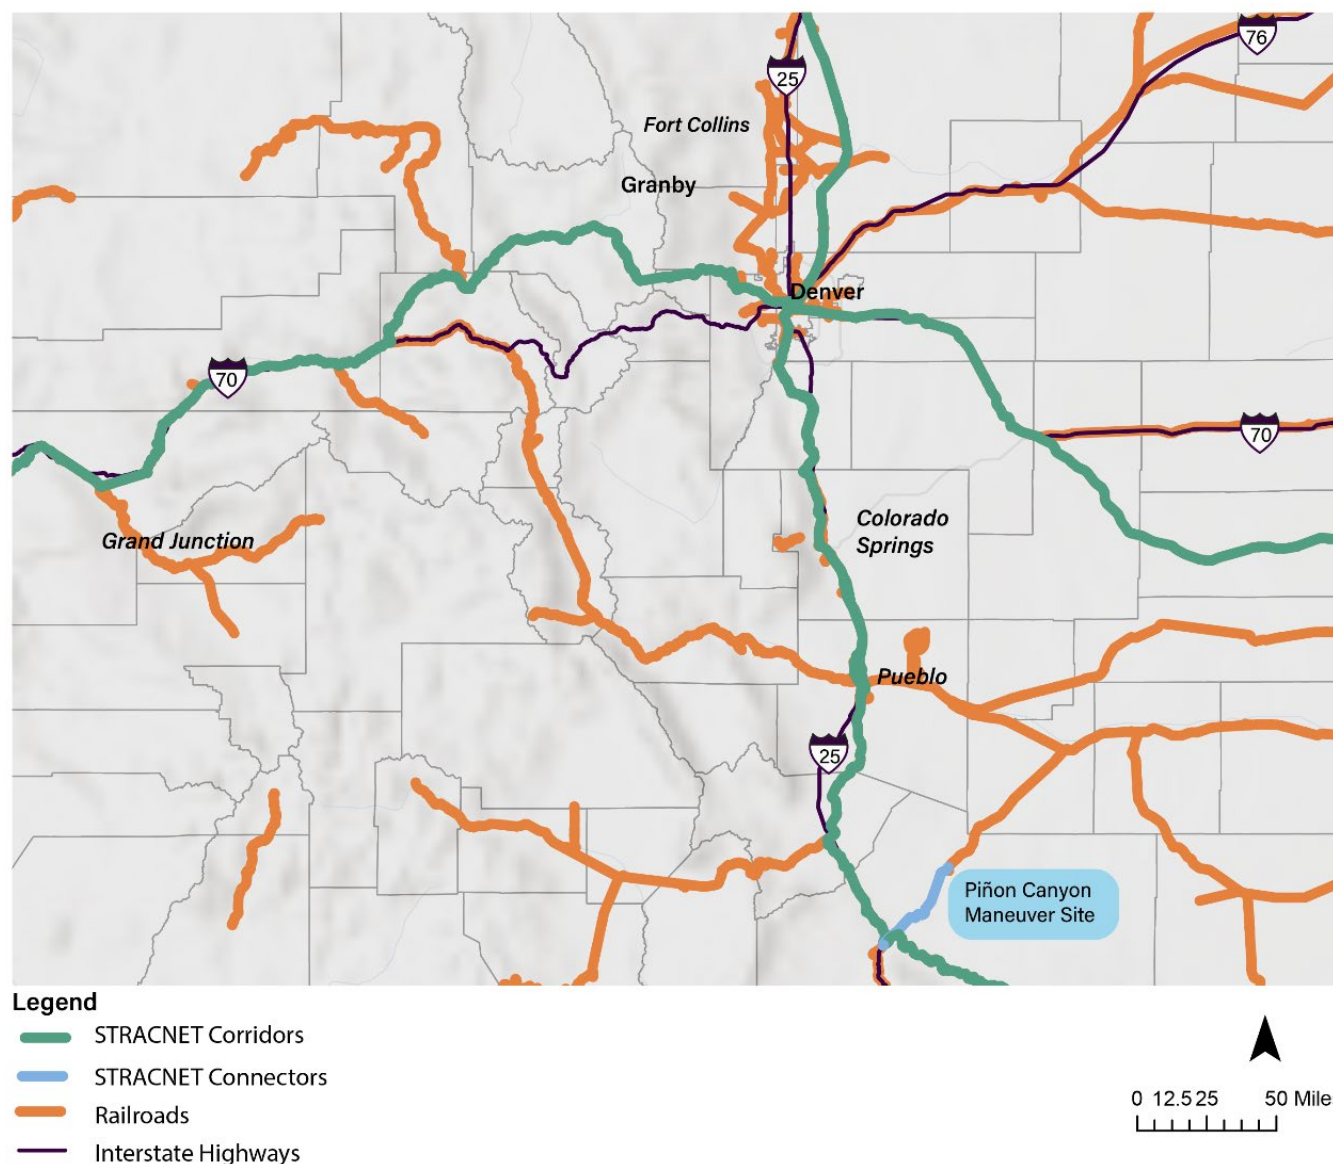 76
25
Fort Collins
Granby
Denver
70
70
Colorado
Springs
Grand Junction
Pueblo
25
Piñon Canyon
Maneuver Site
Legend
STRACNET Corridors
STRACNET Connectors
Railroads
Interstate Highways
0 12.5 25 50 Mile